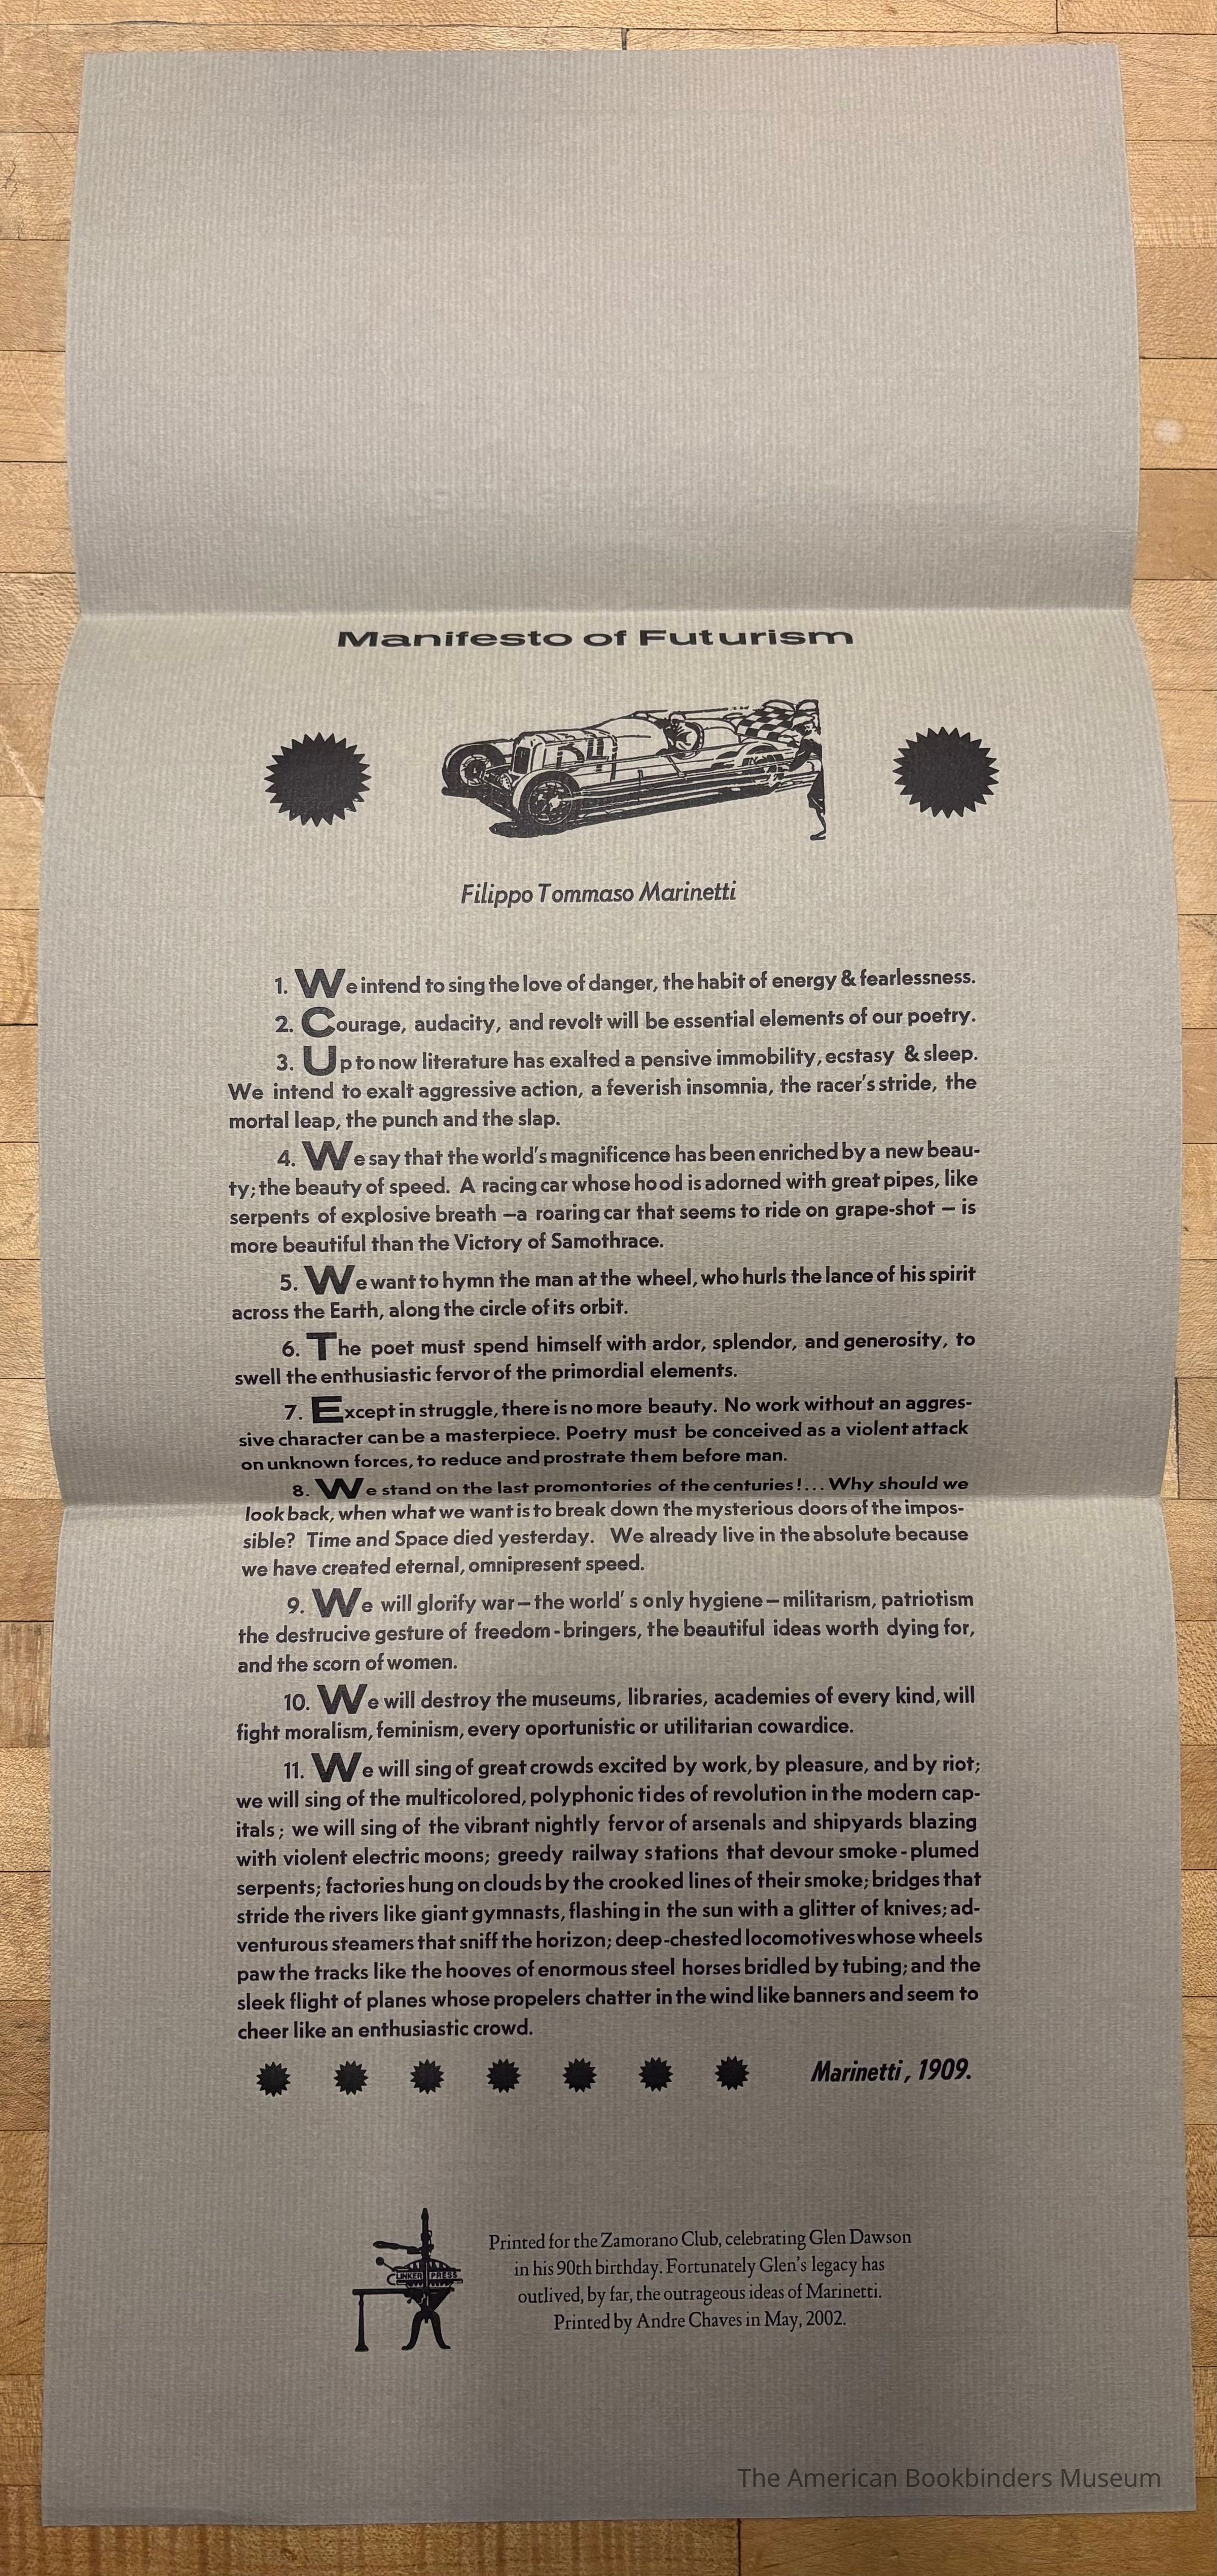 Manifesto of Futurism
Filippo Tommaso Marinetti
1. We intend to sing the love of danger, the habit of energy & fearlessness.
2. Courage, audacity, and revolt will be essential elements of our poetry.
3. Up to now literature has exalted a pensive immobility, ecstasy & sleep.
We intend to exalt aggressive action, a feverish insomnia, the racer's stride, the
mortal leap, the punch and the slap.
4. We say that the world's magnificence has been enriched by a new beau-
ty; the beauty of speed. A racing car whose hood is adorned with great pipes, like
serpents of explosive breath —a roaring car that seems to ride on grape-shot — is
more beautiful than the Victory of Samothrace.
5. We want to hymn the man at the wheel, who hurls the lance of his spirit
across the Earth, along the circle of its orbit.
6. The poet must spend himself with ardor, splendor, and generosity, to
swell the enthusiastic fervor of the primordial elements.
7. Except in struggle, there is no more beauty. No work without an aggres-
sive character can be a masterpiece. Poetry must be conceived as a violent attack
on unknown forces, to reduce and prostrate them before man.
8. We stand on the last promontories of the centuries!... Why should we
look back, when what we want is to break down the mysterious doors of the impos-
sible? Time and Space died yesterday. We already live in the absolute because
we have created eternal, omnipresent speed.
9. We will glorify war—the world's only hygiene—militarism, patriotism
the destrucive gesture of freedom-bringers, the beautiful ideas worth dying for,
and the scorn of women.
10. We will destroy the museums, libraries, academies of every kind, will
fight moralism, feminism, every oportunistic or utilitarian cowardice.
11. We will sing of great crowds excited by work, by pleasure, and by riot;
we will sing of the multicolored, polyphonic tides of revolution in the modern cap-
itals; we will sing of the vibrant nightly fervor of arsenals and shipyards blazing
with violent electric moons; greedy railway stations that devour smoke-plumed
serpents; factories hung on clouds by the crooked lines of their smoke; bridges that
stride the rivers like giant gymnasts, flashing in the sun with a glitter of knives; ad-
venturous steamers that sniff the horizon; deep-chested locomotives whose wheels
paw the tracks like the hooves of enormous steel horses bridled by tubing; and the
sleek flight of planes whose propelers chatter in the wind like banners and seem to
cheer like an enthusiastic crowd.
Marinetti, 1909.
Printed for the Zamorano Club, celebrating Glen Dawson
in his 90th birthday. Fortunately Glen's legacy has
outlived, by far, the outrageous ideas of Marinetti.
Printed by Andre Chaves in May, 2002.
PRESS
The American Bookbinders Museum